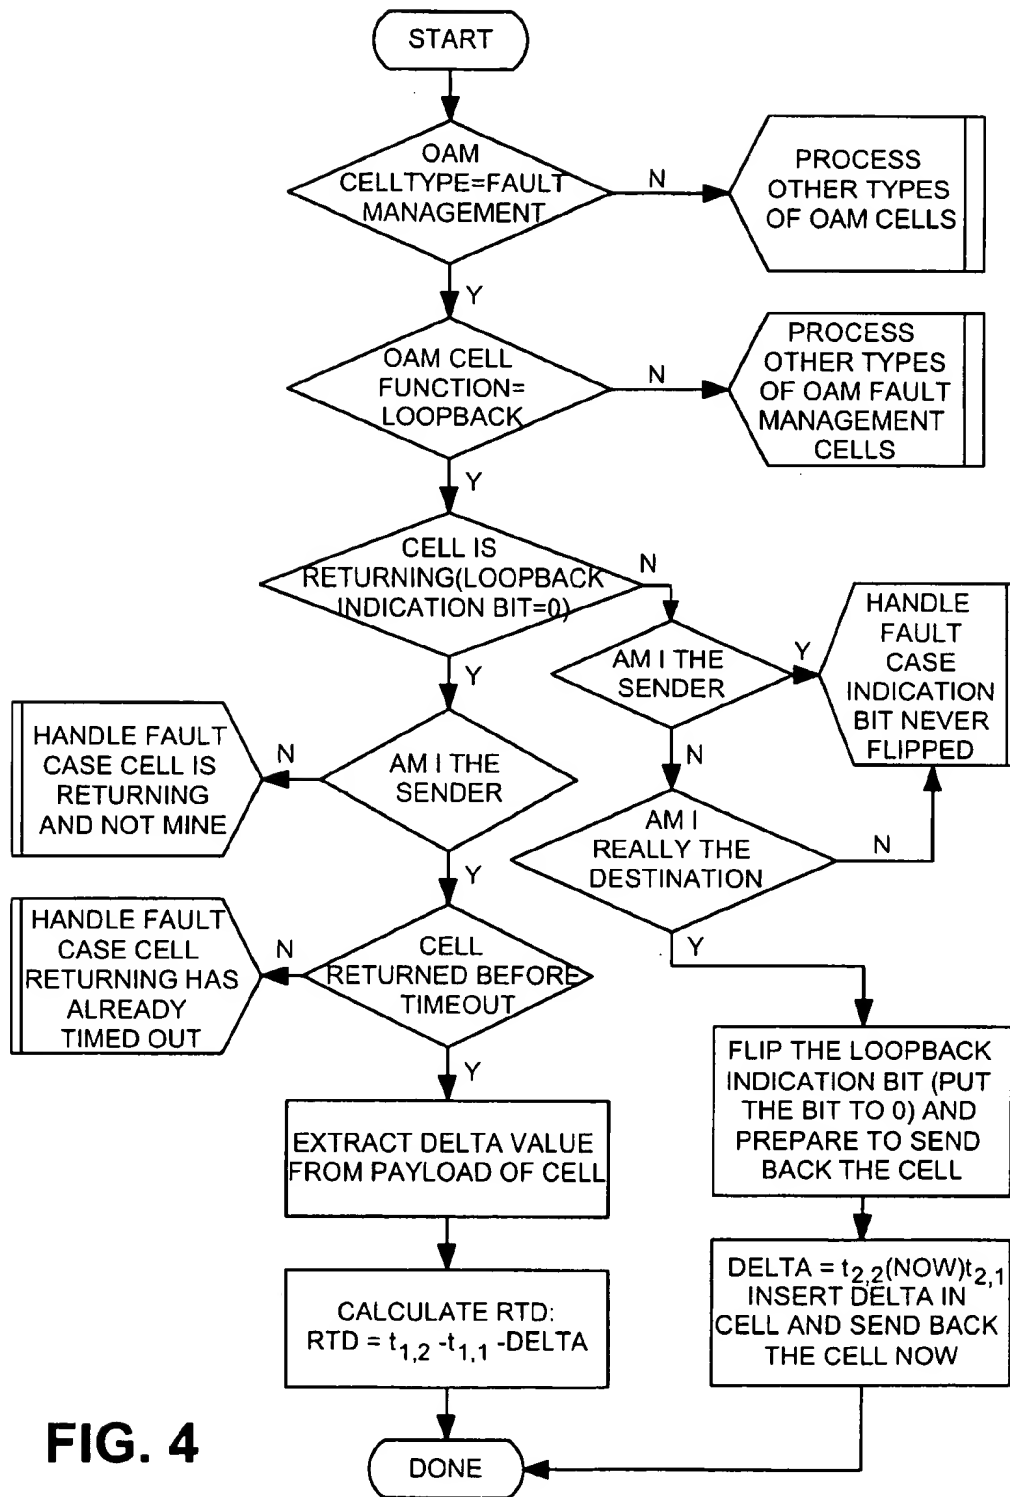 START
OAM
CELLTYPE=FAULT
MANAGEMENT
N
PROCESS
OTHER TYPES
OF OAM CELLS
Y
OAM CELL
FUNCTION=
LOOPBACK
N
PROCESS
OTHER TYPES
OF OAM FAULT
MANAGEMENT
CELLS
Y
CELL IS
RETURNING(LOOPBACK
INDICATION BIT=0)
N
AM I THE
SENDER
Y
HANDLE
FAULT
CASE
INDICATION
BIT NEVER
FLIPPED
Y
N
HANDLE FAULT
CASE CELL IS
RETURNING
AND NOT MINE
N
AM I THE
SENDER
AM I
REALLY THE
DESTINATION
N
Y
Y
HANDLE FAULT
CASE CELL
RETURNING HAS
ALREADY
TIMED OUT
N
CELL
RETURNED BEFORE
TIMEOUT
Y
FLIP THE LOOPBACK
INDICATION BIT (PUT
THE BIT TO 0) AND
PREPARE TO SEND
BACK THE CELL
EXTRACT DELTA VALUE
FROM PAYLOAD OF CELL
DELTA = t2,2(NOW)t2,1
INSERT DELTA IN
CELL AND SEND BACK
THE CELL NOW
CALCULATE RTD:
RTD = t1,2 -t1,1 -DELTA
DONE
FIG. 4